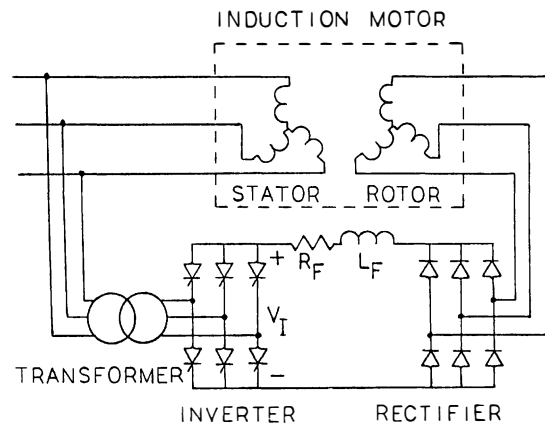 INDUCTION MOTOR
STATOR ROTOR
+
R_F L_F
V_I
TRANSFORMER
−
INVERTER RECTIFIER